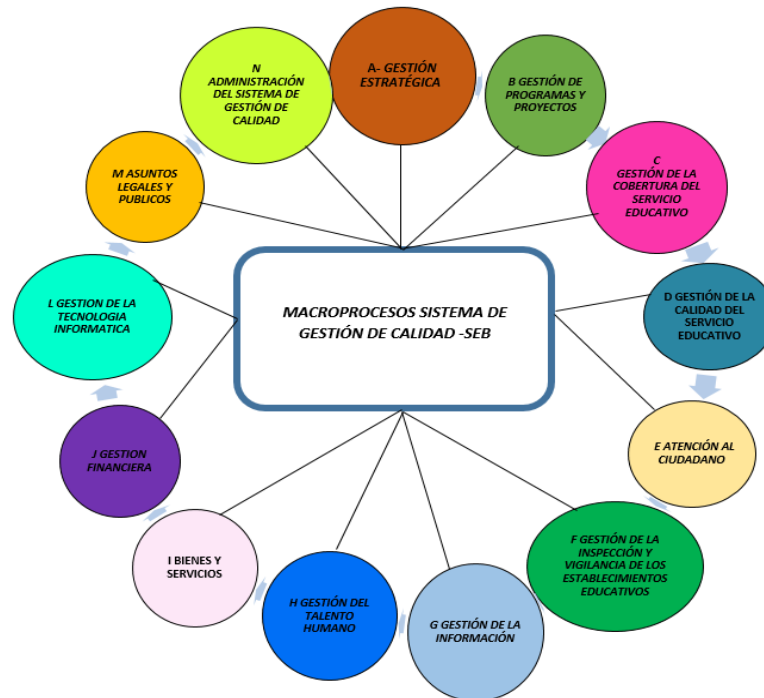 A- GESTIÓN
ESTRATÉGICA
B GESTIÓN DE
PROGRAMAS Y
PROYECTOS
C
GESTIÓN DE LA
COBERTURA DEL
SERVICIO
EDUCATIVO
D GESTIÓN DE LA
CALIDAD DEL
SERVICIO
EDUCATIVO
E ATENCIÓN AL
CIUDADANO
F GESTIÓN DE LA
INSPECCIÓN Y
VIGILANCIA DE LOS
ESTABLECIMIENTOS
EDUCATIVOS
G GESTIÓN DE LA
INFORMACIÓN
H GESTIÓN DEL
TALENTO
HUMANO
I BIENES Y
SERVICIOS
J GESTION
FINANCIERA
L GESTION DE LA
TECNOLOGIA
INFORMATICA
M ASUNTOS
LEGALES Y
PUBLICOS
N
ADMINISTRACIÓN
DEL SISTEMA DE
GESTIÓN DE
CALIDAD
MACROPROCESOS SISTEMA DE
GESTIÓN DE CALIDAD -SEB